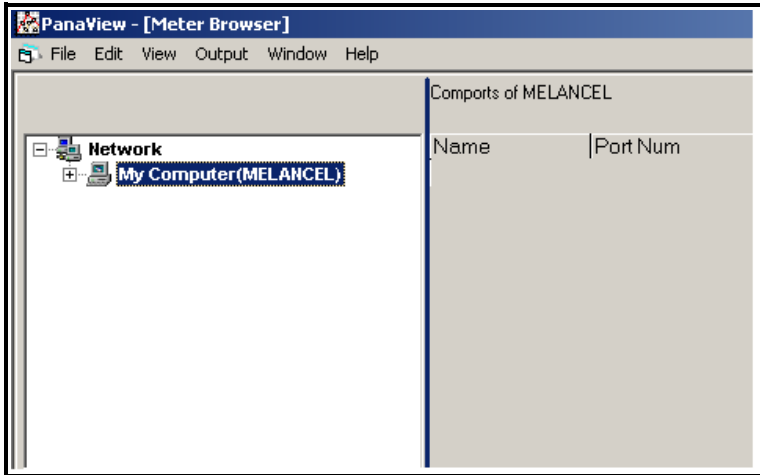 PanaView - [Meter Browser]
File Edit View Output Window Help
Comports of MELANCEL
Name Port Num
Network
My Computer(MELANCEL)